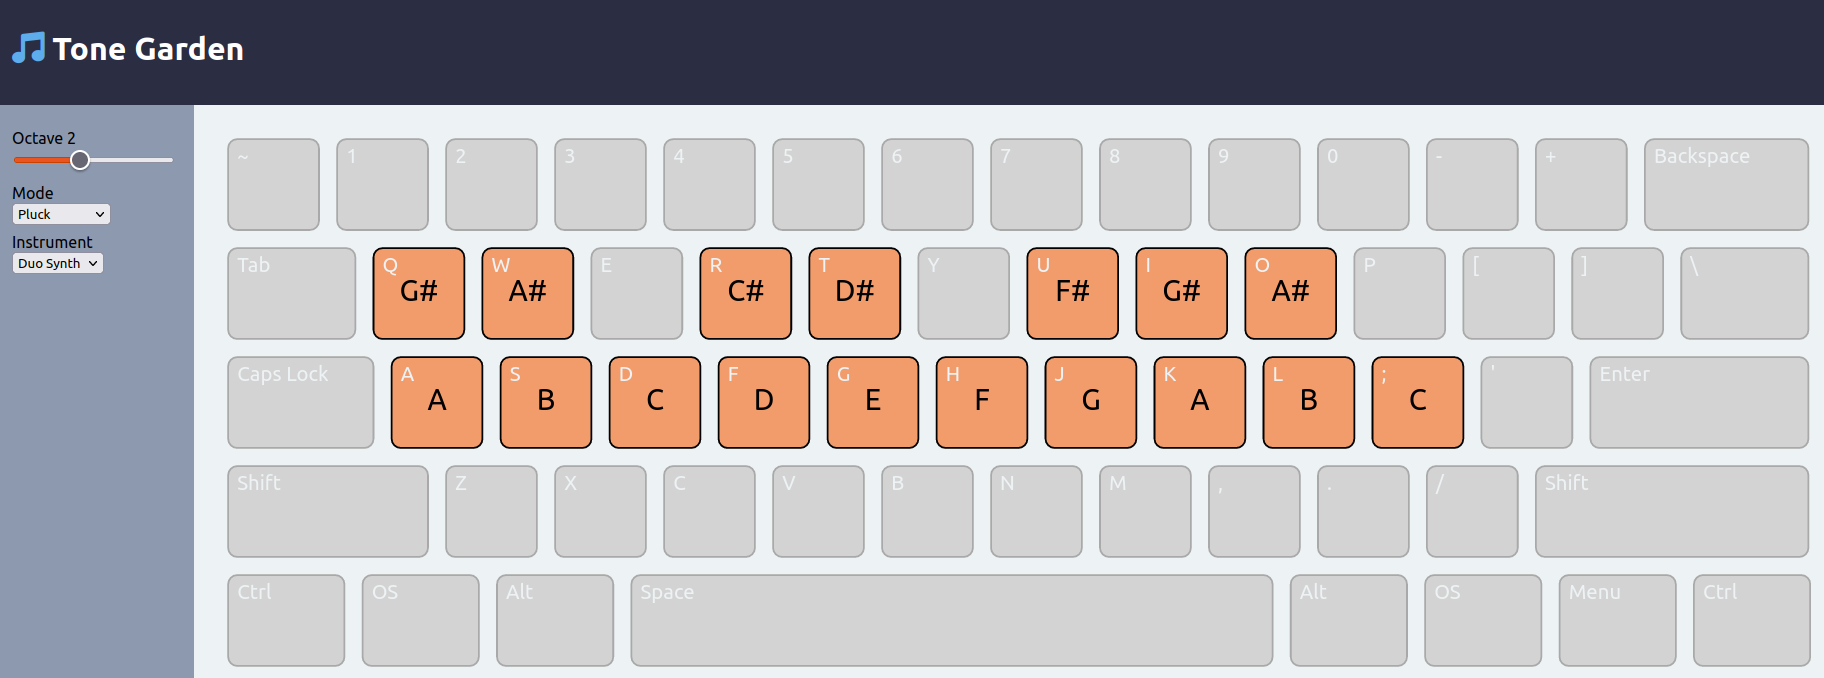 Tone Garden
Octave 2
Mode
Pluck
Instrument
Duo Synth
~ 1 2 3 4 5 6 7 8 9 0 - + Backspace
Tab Q W E R T Y U I O P [ ] \
G# A# C# D# F# G# A#
Caps Lock A S D F G H J K L ; ' Enter
A B C D E F G A B C
Shift Z X C V B N M , . / Shift
Ctrl OS Alt Space Alt OS Menu Ctrl